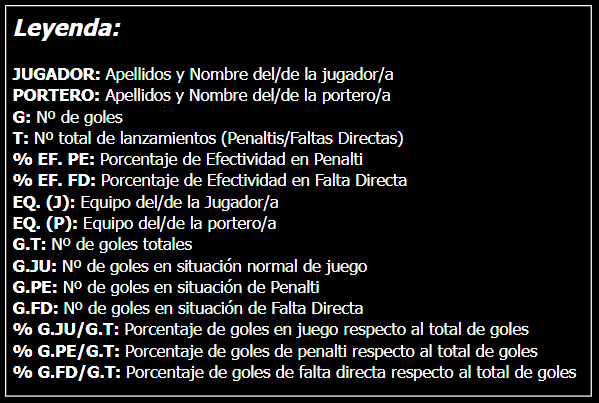 Leyenda:
JUGADOR: Apellidos y Nombre del/de la jugador/a
PORTERO: Apellidos y Nombre del/de la portero/a
G: Nº de goles
T: Nº total de lanzamientos (Penaltis/Faltas Directas)
% EF. PE: Porcentaje de Efectividad en Penalti
% EF. FD: Porcentaje de Efectividad en Falta Directa
EQ. (J): Equipo del/de la Jugador/a
EQ. (P): Equipo del/de la portero/a
G.T: Nº de goles totales
G.JU: Nº de goles en situación normal de juego
G.PE: Nº de goles en situación de Penalti
G.FD: Nº de goles en situación de Falta Directa
% G.JU/G.T: Porcentaje de goles en juego respecto al total de goles
% G.PE/G.T: Porcentaje de goles de penalti respecto al total de goles
% G.FD/G.T: Porcentaje de goles de falta directa respecto al total de goles